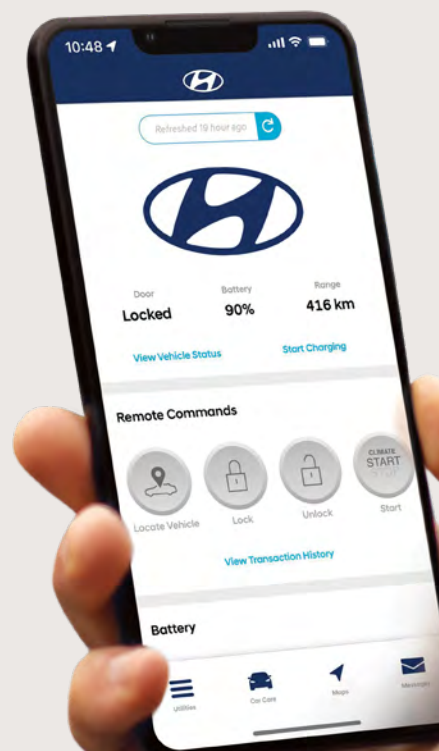 10:48
Refreshed 19 hour ago
Door Battery Range
Locked 90% 416 km
View Vehicle Status Start Charging
Remote Commands
CLIMATE
START
Locate Vehicle Lock Unlock Start
View Transaction History
Battery
Utilities Car Care Maps Messages